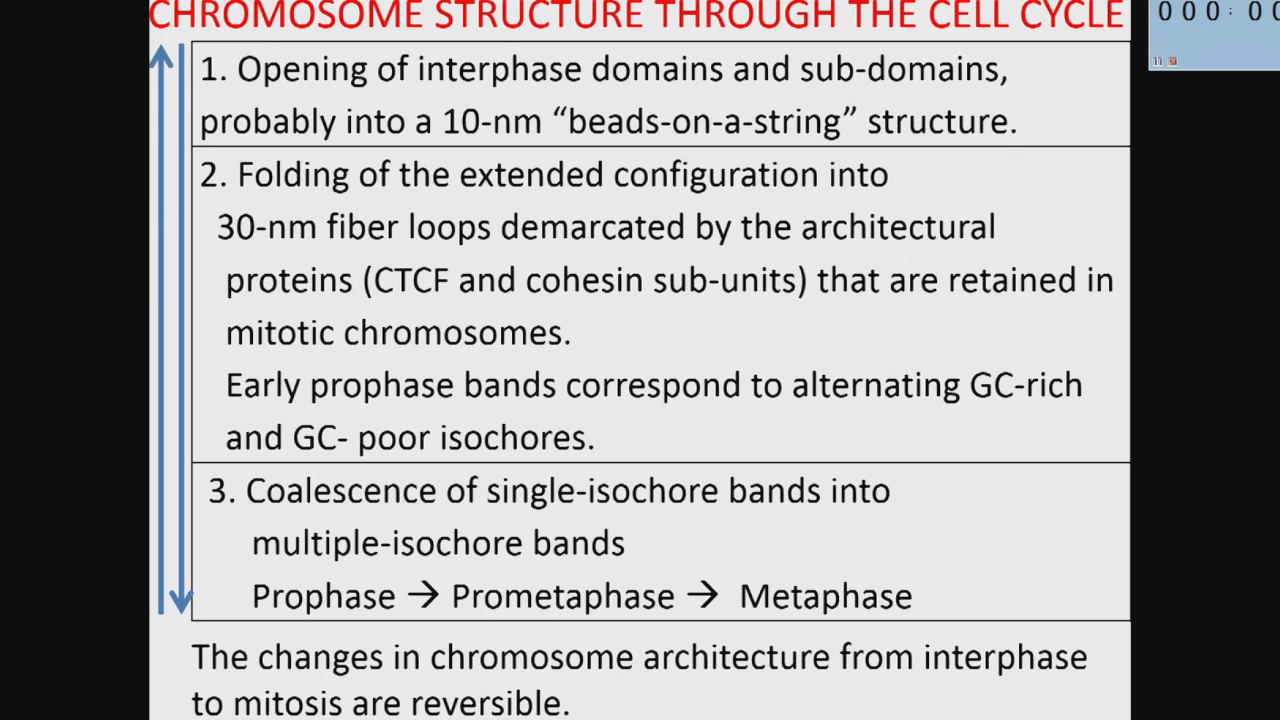 CHROMOSOME STRUCTURE THROUGH THE CELL CYCLE
000:00
1. Opening of interphase domains and sub-domains,
probably into a 10-nm “beads-on-a-string” structure.
2. Folding of the extended configuration into
30-nm fiber loops demarcated by the architectural
proteins (CTCF and cohesin sub-units) that are retained in
mitotic chromosomes.
Early prophase bands correspond to alternating GC-rich
and GC- poor isochores.
3. Coalescence of single-isochore bands into
multiple-isochore bands
Prophase → Prometaphase → Metaphase
The changes in chromosome architecture from interphase
to mitosis are reversible.